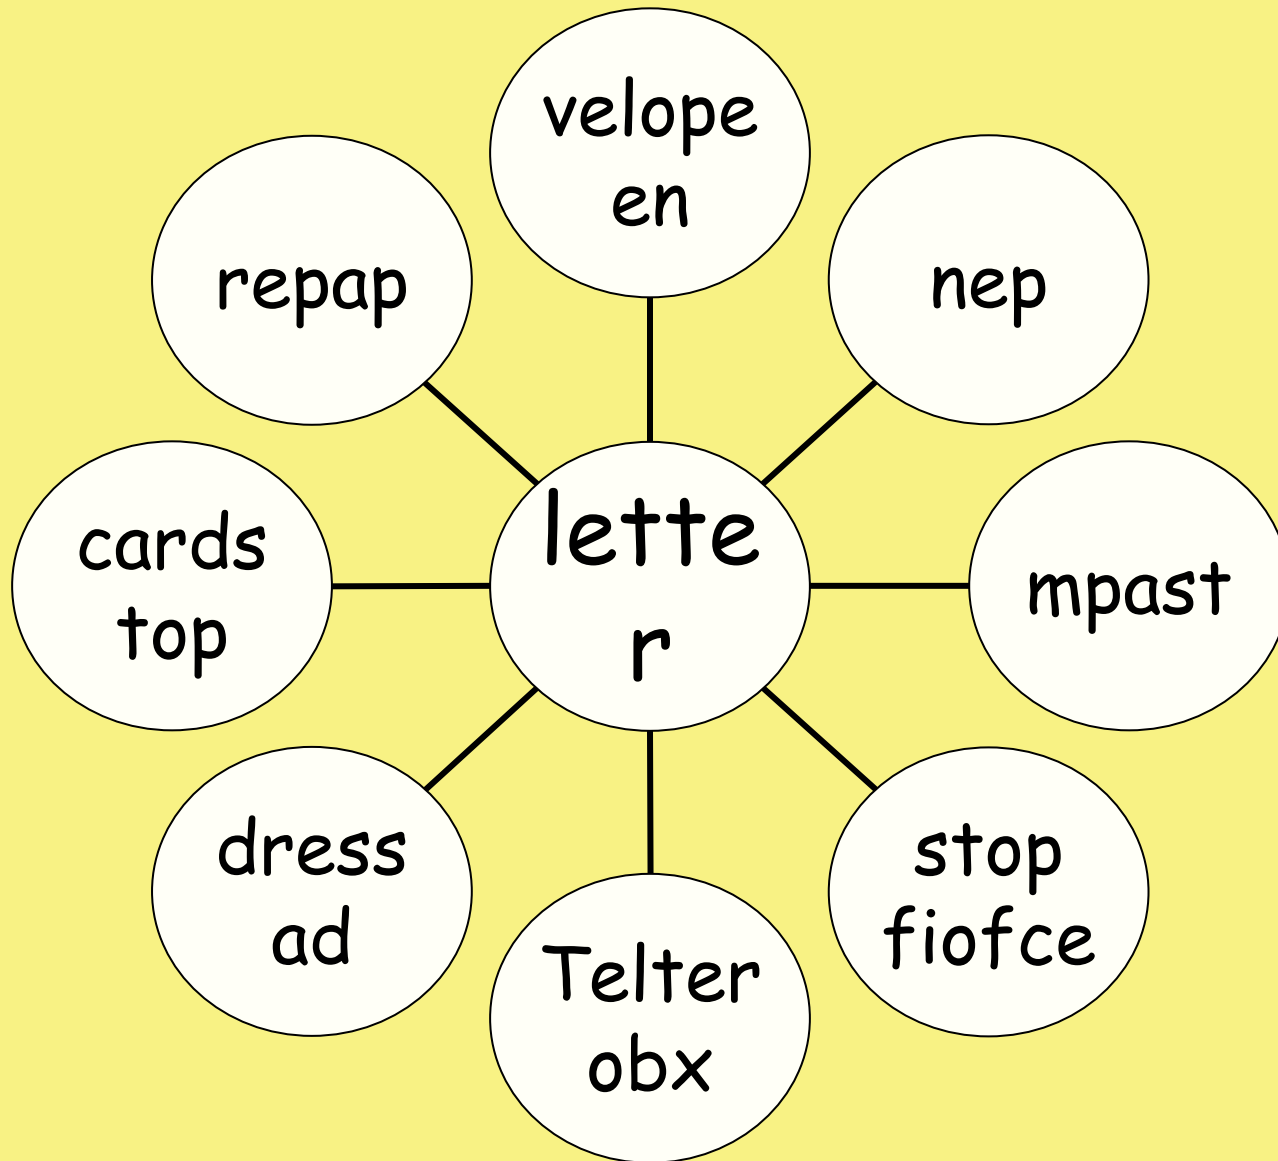 velope
en
repap
nep
lette
r
cards
top
mpast
dress
ad
stop
fiofce
Telter
obx